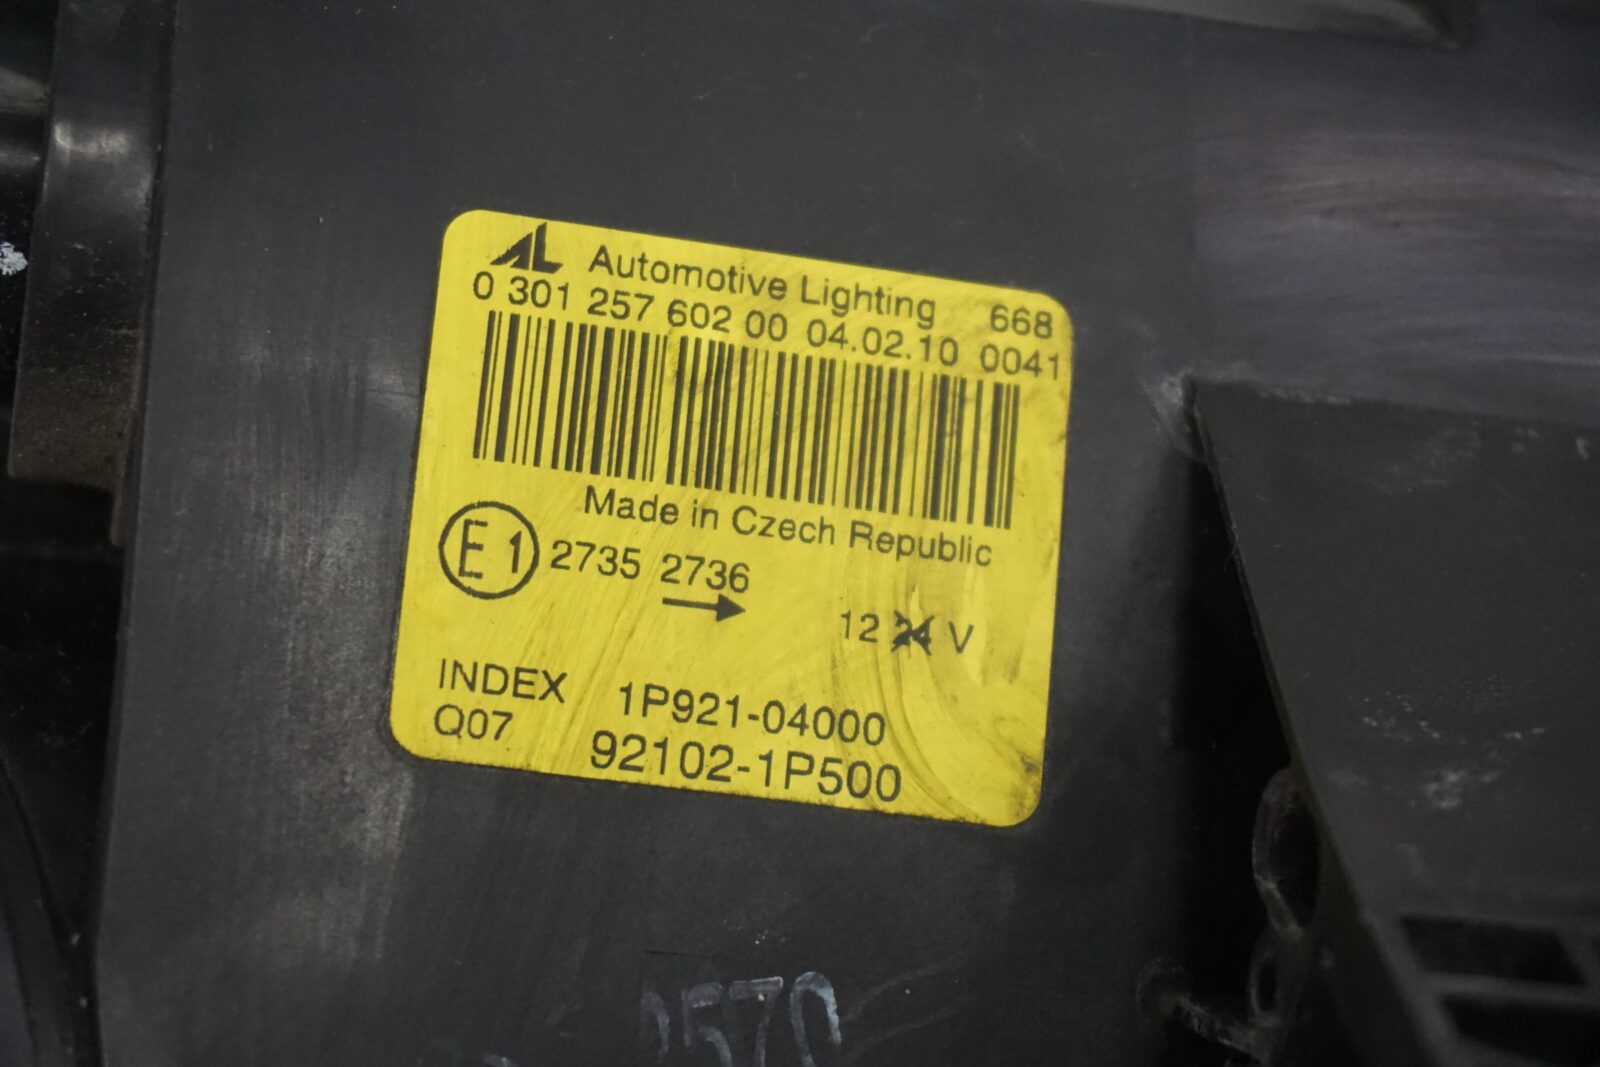 AL Automotive Lighting 668
0 301 257 602 00 04.02.10 0041
Made in Czech Republic
E1 2735 2736
→
12 24 V
INDEX 1P921-04000
Q07 92102-1P500